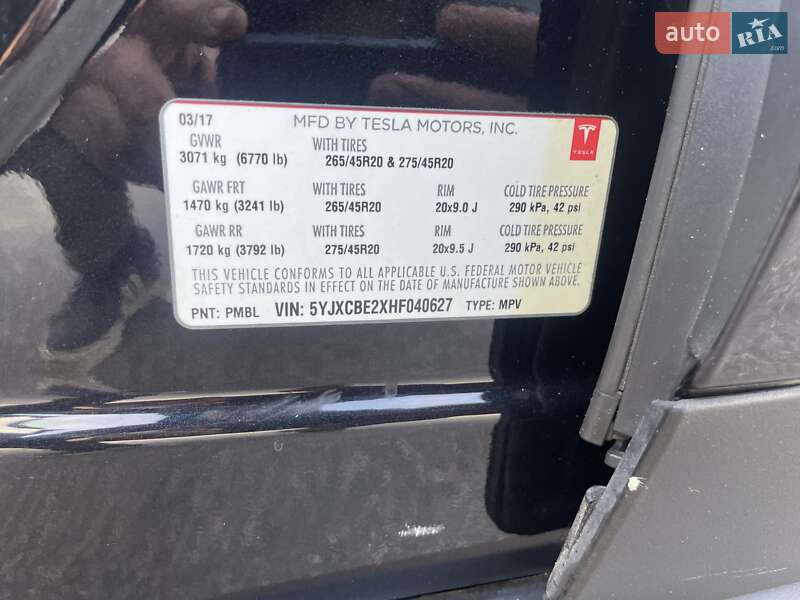 auto RIA.com
03/17 MFD BY TESLA MOTORS, INC.
TESLA
GVWR WITH TIRES
3071 kg (6770 lb) 265/45R20 & 275/45R20
GAWR FRT WITH TIRES RIM COLD TIRE PRESSURE
1470 kg (3241 lb) 265/45R20 20x9.0 J 290 kPa, 42 psi
GAWR RR WITH TIRES RIM COLD TIRE PRESSURE
1720 kg (3792 lb) 275/45R20 20x9.5 J 290 kPa, 42 psi
THIS VEHICLE CONFORMS TO ALL APPLICABLE U.S. FEDERAL MOTOR VEHICLE
SAFETY STANDARDS IN EFFECT ON THE DATE OF MANUFACTURE SHOWN ABOVE.
PNT: PMBL VIN: 5YJXCBE2XHF040627 TYPE: MPV